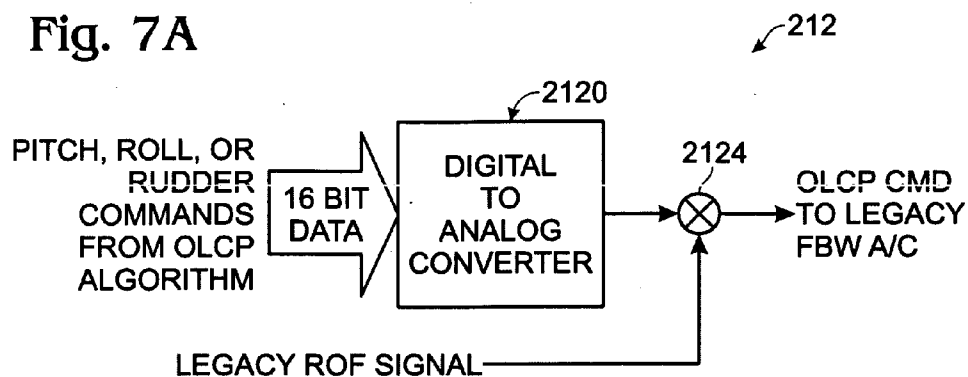 Fig. 7A
212
2120
PITCH, ROLL, OR
RUDDER
COMMANDS
FROM OLCP
ALGORITHM
16 BIT
DATA
DIGITAL
TO
ANALOG
CONVERTER
2124
OLCP CMD
TO LEGACY
FBW A/C
LEGACY ROF SIGNAL